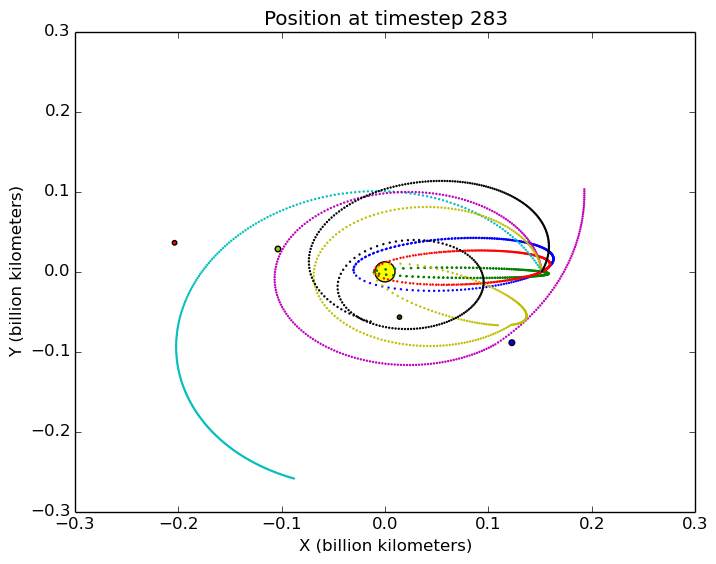 Position at timestep 283
0.3
0.2
0.1
0.0
−0.1
−0.2
−0.3
Y (billion kilometers)
−0.3 −0.2 −0.1 0.0 0.1 0.2 0.3
X (billion kilometers)